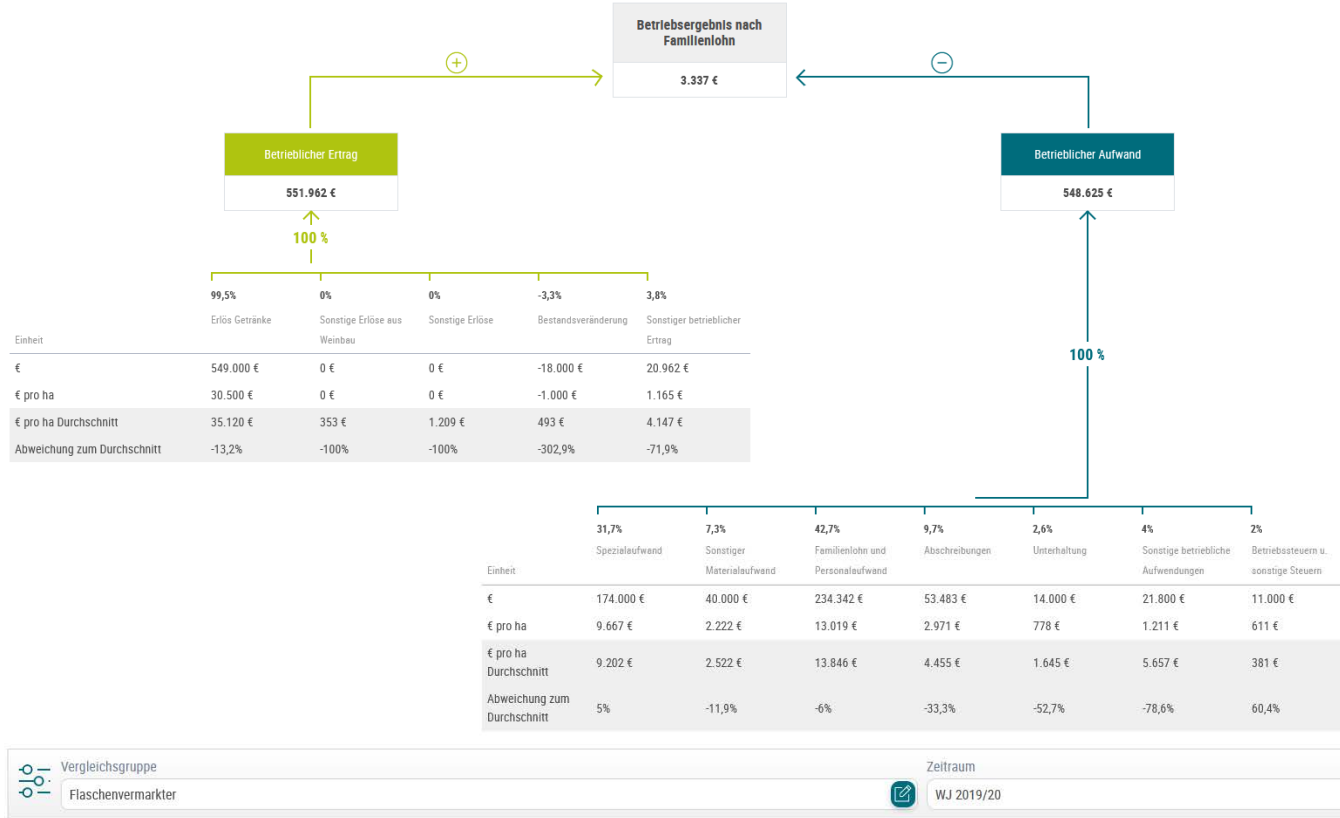 Betriebsergebnis nach
Familienlohn
3.337 €
Betrieblicher Ertrag
551.962 €
100 %
Betrieblicher Aufwand
548.625 €
100 %
99,5% 0% 0% -3,3% 3,8%
Erlös Getränke Sonstige Erlöse aus Sonstige Erlöse Bestandsveränderung Sonstiger betrieblicher
Einheit Weinbau Ertrag
€ 549.000 € 0 € 0 € -18.000 € 20.962 €
€ pro ha 30.500 € 0 € 0 € -1.000 € 1.165 €
€ pro ha Durchschnitt 35.120 € 353 € 1.209 € 493 € 4.147 €
Abweichung zum Durchschnitt -13,2% -100% -100% -302,9% -71,9%
31,7% 7,3% 42,7% 9,7% 2,6% 4% 2%
Spezialaufwand Sonstiger Familienlohn und Abschreibungen Unterhaltung Sonstige betriebliche Betriebssteuern u.
Einheit Materialaufwand Personalaufwand Aufwendungen sonstige Steuern
€ 174.000 € 40.000 € 234.342 € 53.483 € 14.000 € 21.800 € 11.000 €
€ pro ha 9.667 € 2.222 € 13.019 € 2.971 € 778 € 1.211 € 611 €
€ pro ha
Durchschnitt 9.202 € 2.522 € 13.846 € 4.455 € 1.645 € 5.657 € 381 €
Abweichung zum
Durchschnitt 5% -11,9% -6% -33,3% -52,7% -78,6% 60,4%
Vergleichsgruppe Zeitraum
Flaschenvermarkter WJ 2019/20